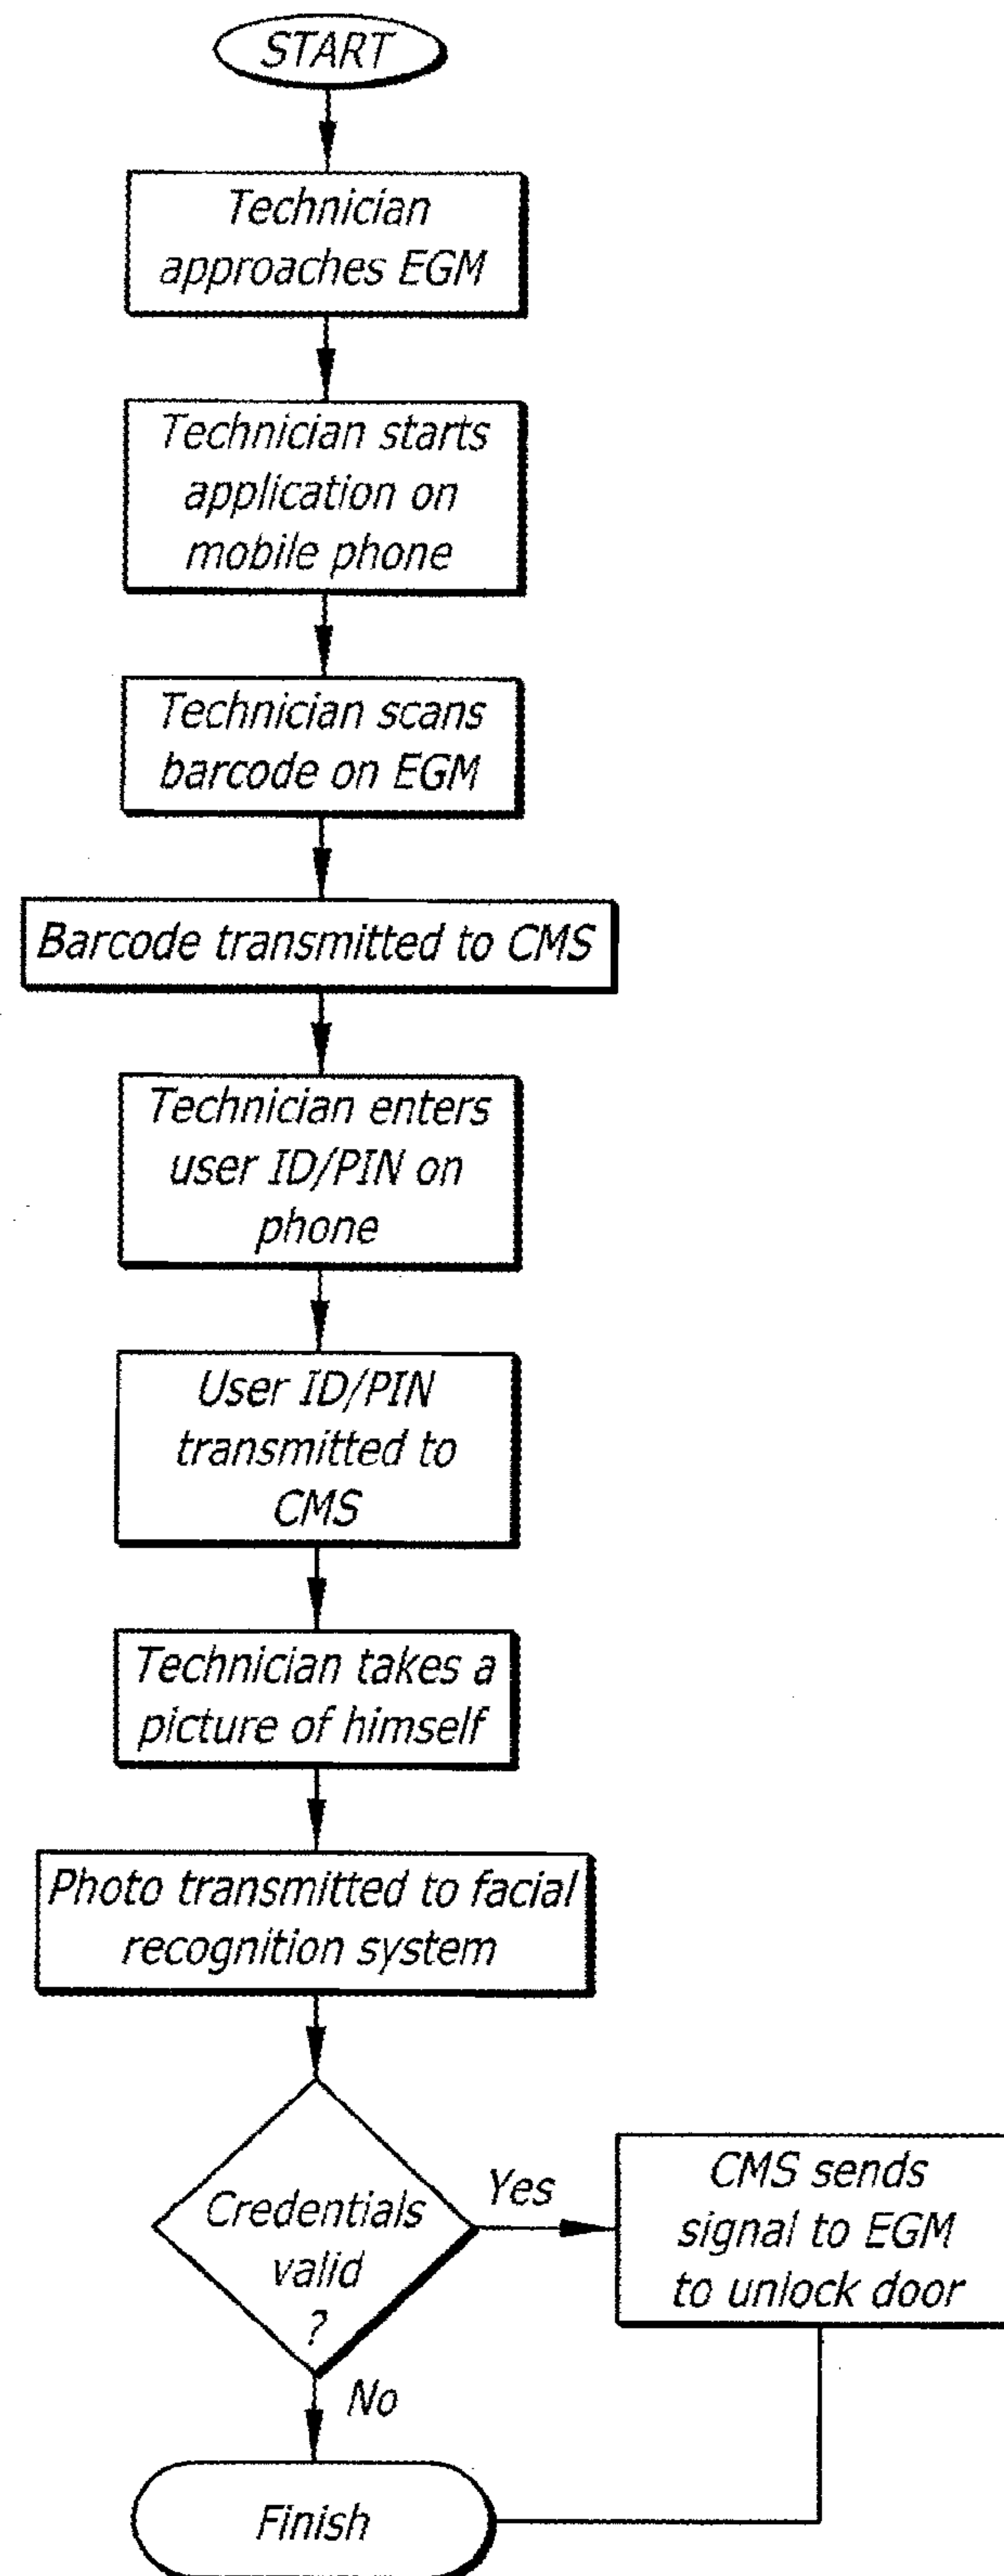 START
Technician
approaches EGM
Technician starts
application on
mobile phone
Technician scans
barcode on EGM
Barcode transmitted to CMS
Technician enters
user ID/PIN on
phone
User ID/PIN
transmitted to
CMS
Technician takes a
picture of himself
Photo transmitted to facial
recognition system
Credentials
valid
?
Yes
CMS sends
signal to EGM
to unlock door
No
Finish